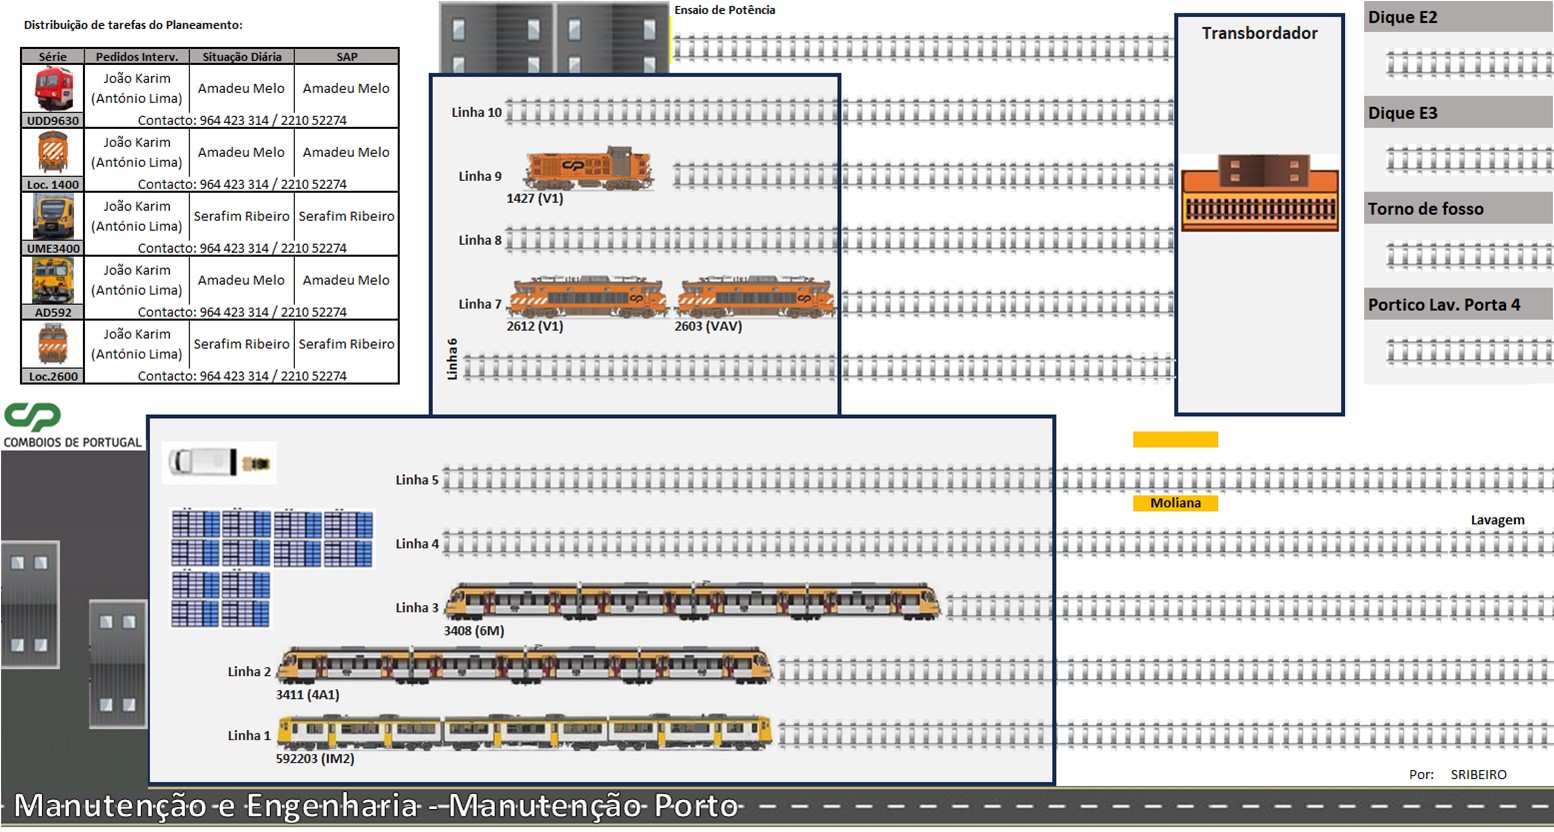 Distribuição de tarefas do Planeamento:
Série Pedidos Interv. Situação Diária SAP
João Karim
(António Lima) Amadeu Melo Amadeu Melo
UDD9630 Contacto: 964 423 314 / 2210 52274
João Karim
(António Lima) Amadeu Melo Amadeu Melo
Loc. 1400 Contacto: 964 423 314 / 2210 52274
João Karim
(António Lima) Serafim Ribeiro Serafim Ribeiro
UME3400 Contacto: 964 423 314 / 2210 52274
João Karim
(António Lima) Amadeu Melo Amadeu Melo
AD592 Contacto: 964 423 314 / 2210 52274
João Karim
(António Lima) Serafim Ribeiro Serafim Ribeiro
Loc.2600 Contacto: 964 423 314 / 2210 52274
CP
COMBOIOS DE PORTUGAL
Ensaio de Potência
Linha 10
Linha 9
CP
1427 (V1)
Linha 8
Linha 7
2612 (V1)
2603 (VAV)
Linha 6
Transbordador
Dique E2
Dique E3
Torno de fosso
Portico Lav. Porta 4
Linha 5
Moliana
Lavagem
Linha 4
Linha 3
3408 (6M)
Linha 2
3411 (4A1)
Linha 1
592203 (IM2)
Por: SRIBEIRO
Manutenção e Engenharia - Manutenção Porto